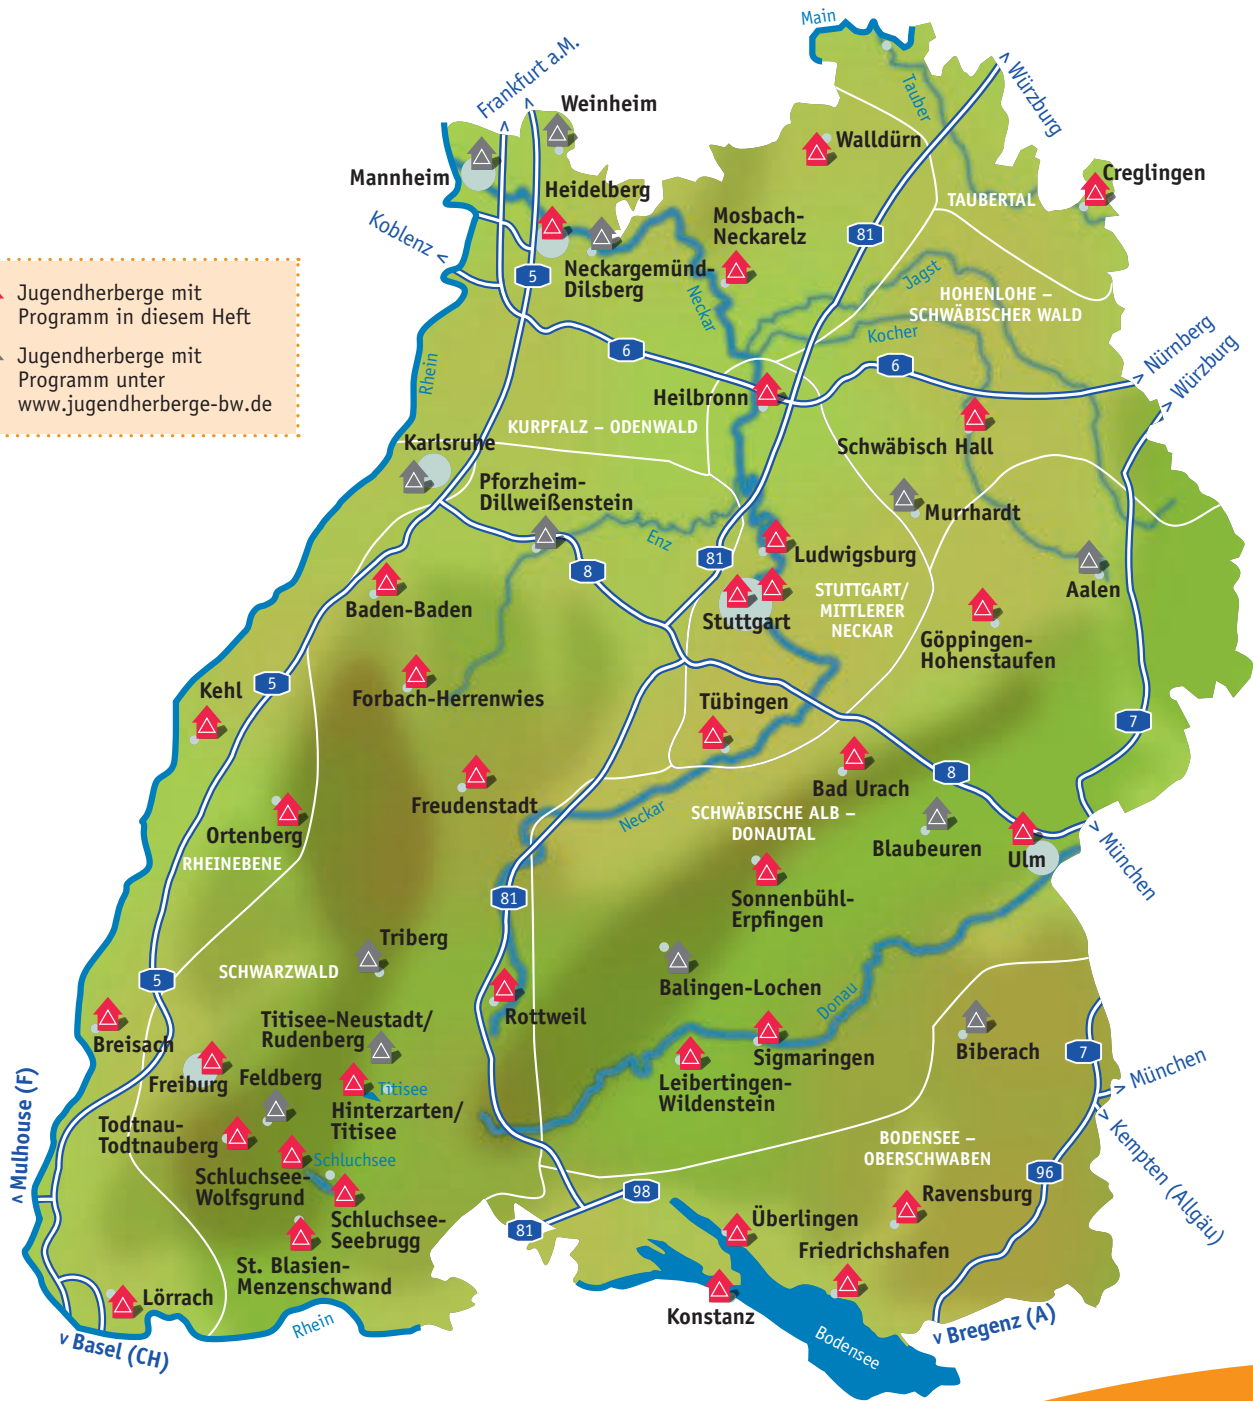 Main
Frankfurt a.M.
Tauber
Würzburg
Weinheim
Walldürn
Mannheim
Creglingen
Heidelberg
TAUBERTAL
Koblenz
Mosbach-
Neckarelz
81
Neckargemünd-
Dilsberg
5
Jagst
Neckar
HOHENLOHE –
SCHWÄBISCHER WALD
Jugendherberge mit
Programm in diesem Heft
Kocher
Nürnberg
Würzburg
Jugendherberge mit
Programm unter
www.jugendherberge-bw.de
Rhein
6
6
Heilbronn
KURPFALZ – ODENWALD
Karlsruhe
Schwäbisch Hall
Pforzheim-
Dillweißenstein
Murrhardt
Enz
81
Ludwigsburg
8
Aalen
Baden-Baden
STUTTGART/
MITTLERER
NECKAR
Stuttgart
Göppingen-
Hohenstaufen
5
Kehl
Forbach-Herrenwies
Tübingen
7
Bad Urach
8
Freudenstadt
Neckar
SCHWÄBISCHE ALB –
DONAUTAL
Ortenberg
Blaubeuren
Ulm
München
RHEINEBENE
81
Sonnenbühl-
Erpfingen
Triberg
SCHWARZWALD
5
Balingen-Lochen
Donau
Rottweil
Breisach
Titisee-Neustadt/
Rudenberg
Sigmaringen
Biberach
7
München
Freiburg
Feldberg
Titisee
Leibertingen-
Wildenstein
Hinterzarten/
Titisee
Mulhouse (F)
Todtnau-
Todtnauberg
Kempten (Allgäu)
BODENSEE –
OBERSCHWABEN
Schluchsee
Schluchsee-
Wolfsgrund
96
98
Ravensburg
Schluchsee-
Seebrugg
81
Überlingen
Friedrichshafen
St. Blasien-
Menzenschwand
Lörrach
Konstanz
Rhein
Bodensee
Bregenz (A)
Basel (CH)